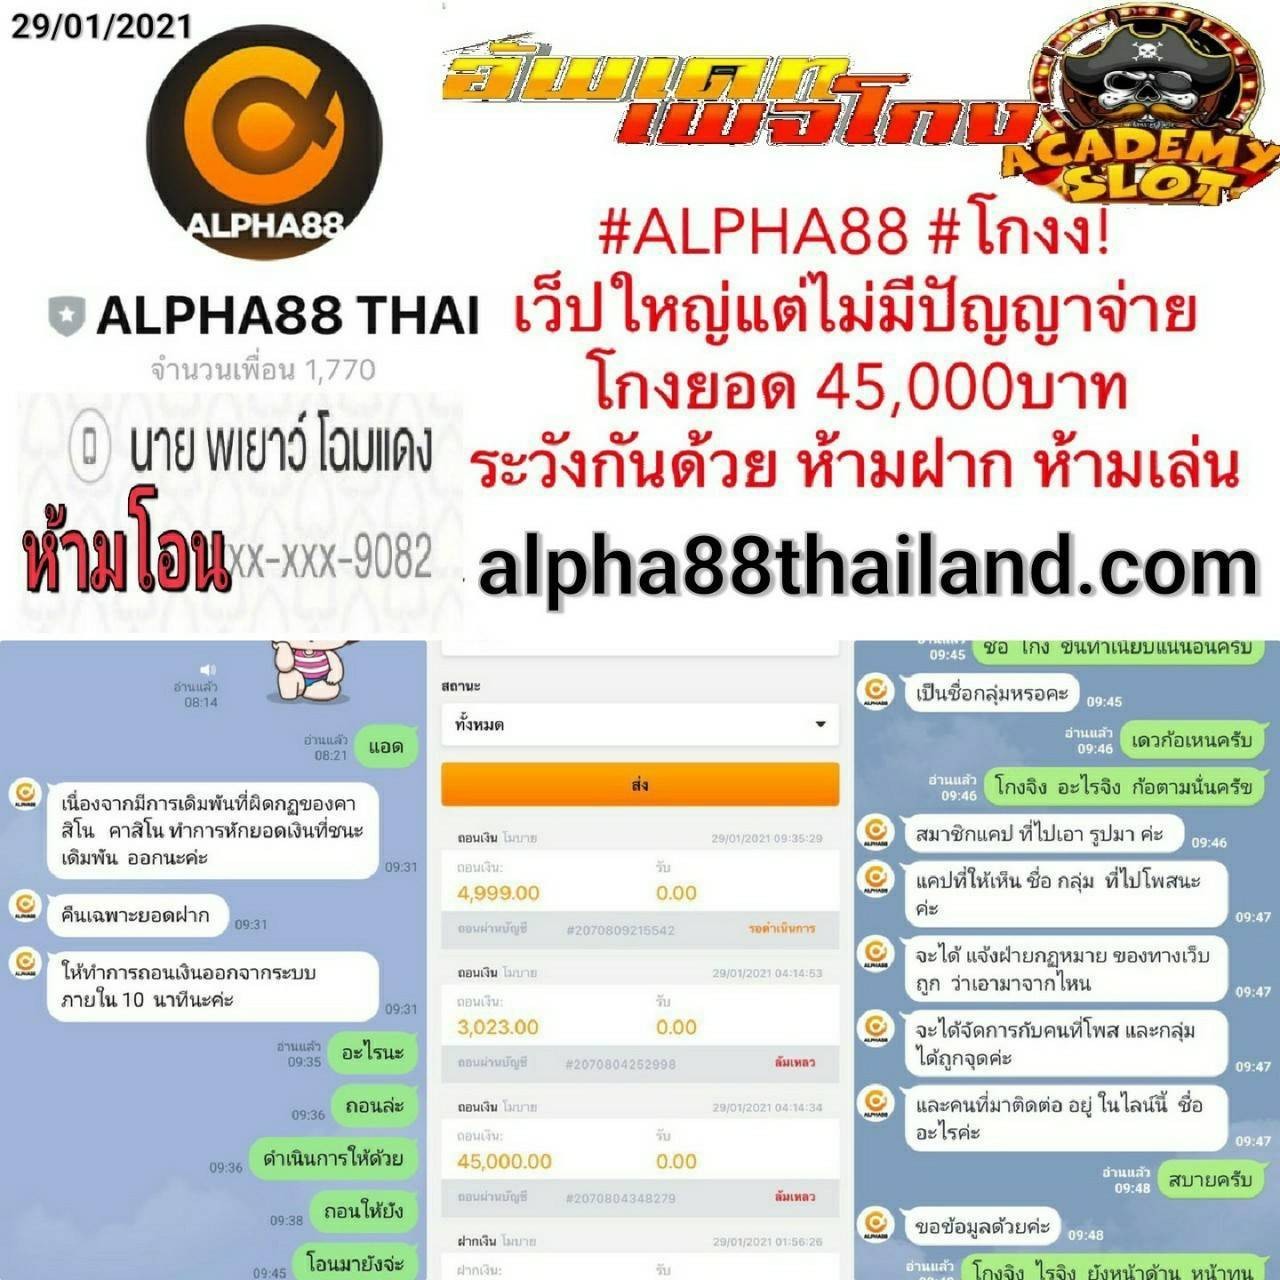 29/01/2021
ALPHA88
อัพเดท
เพจโกง
ACADEMY
SLOT
ALPHA88 THAI
จำนวนเพื่อน 1,770
นาย พเยาว์ โฉมแดง
ห้ามโอน
xx-xxx-9082
#ALPHA88 #โกงง!
เว็ปใหญ่แต่ไม่มีปัญญาจ่าย
โกงยอด 45,000บาท
ระวังกันด้วย ห้ามฝาก ห้ามเล่น
alpha88thailand.com
อ่านแล้ว
08:14
อ่านแล้ว
08:21
แอด
เนื่องจากมีการเดิมพันที่ผิดกฏของคา
สิโน คาสิโน ทำการหักยอดเงินที่ชนะ
เดิมพัน ออกนะค่ะ
09:31
คืนเฉพาะยอดฝาก
09:31
ให้ทำการถอนเงินออกจากระบบ
ภายใน 10 นาทีนะค่ะ
09:31
อ่านแล้ว
09:35
อะไรนะ
09:36
ถอนล่ะ
09:36
ดำเนินการให้ด้วย
09:38
ถอนให้ยัง
09:45
โอนมายังจ่ะ
สถานะ
ทั้งหมด
ส่ง
ถอนเงิน โมบาย 29/01/2021 09:35:29
ถอนเงิน: รับ
4,999.00 0.00
ถอนผ่านบัญชี #2070809215542 รอดำเนินการ
ถอนเงิน โมบาย 29/01/2021 04:14:53
ถอนเงิน: รับ
3,023.00 0.00
ถอนผ่านบัญชี #2070804252998 ล้มเหลว
ถอนเงิน โมบาย 29/01/2021 04:14:34
ถอนเงิน: รับ
45,000.00 0.00
ถอนผ่านบัญชี #2070804348279 ล้มเหลว
ฝากเงิน โมบาย 29/01/2021 01:56:26
ฝากเงิน: รับ
อ่านแล้ว
09:45
ชื่อ โกง ขึ้นทำเนียบแน่นอนครับ
เป็นชื่อกลุ่มหรอคะ
09:45
อ่านแล้ว
09:46
เดวก้อเหนครับ
อ่านแล้ว
09:46
โกงจิง อะไรจิง ก้อตามนั่นครัช
สมาชิกแคป ที่ไปเอา รูปมา ค่ะ
09:46
แคปที่ให้เห็น ชื่อ กลุ่ม ที่ไปโพสนะ
ค่ะ
09:47
จะได้ แจ้งฝ่ายกฏหมาย ของทางเว็บ
ถูก ว่าเอามาจากไหน
09:47
จะได้จัดการกับคนที่โพส และกลุ่ม
ได้ถูกจุดค่ะ
09:47
และคนที่มาติดต่อ อยู่ ในไลน์นี้ ชื่อ
อะไรค่ะ
09:47
อ่านแล้ว
09:48
สบายครับ
ขอข้อมูลด้วยค่ะ
09:48
อ่านแล้ว
โกงจิง ไรจิง ยังหน้าด้าน หน้าทน